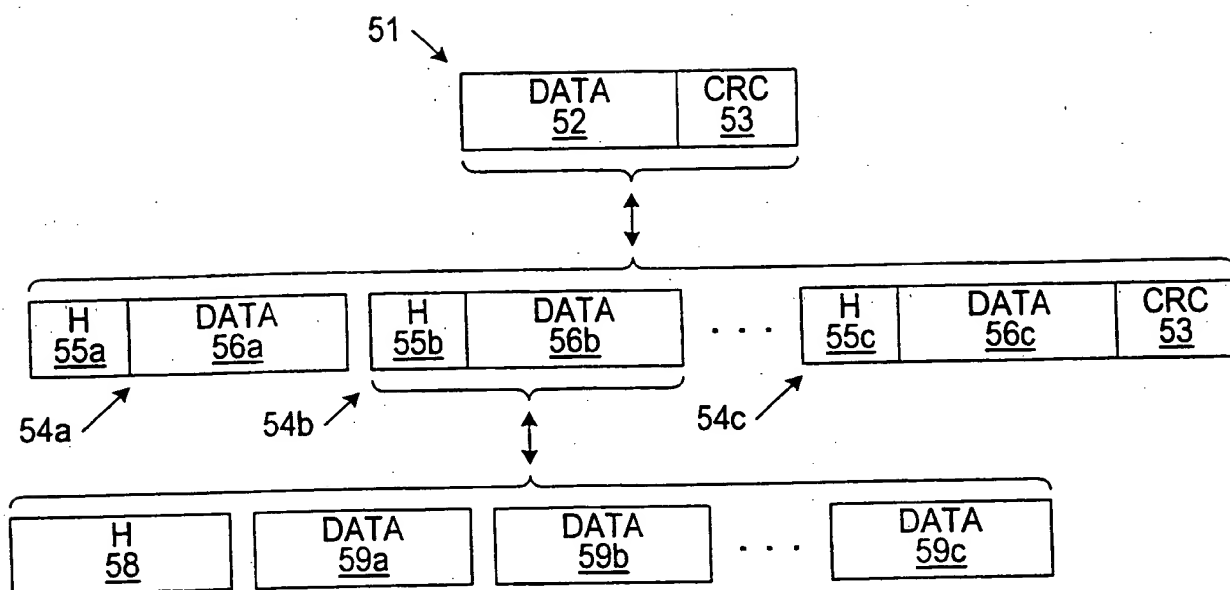 51
DATA CRC
52 53
H DATA H DATA . . . H DATA CRC
55a 56a 55b 56b 55c 56c 53
54a 54b 54c
H DATA DATA . . . DATA
58 59a 59b 59c